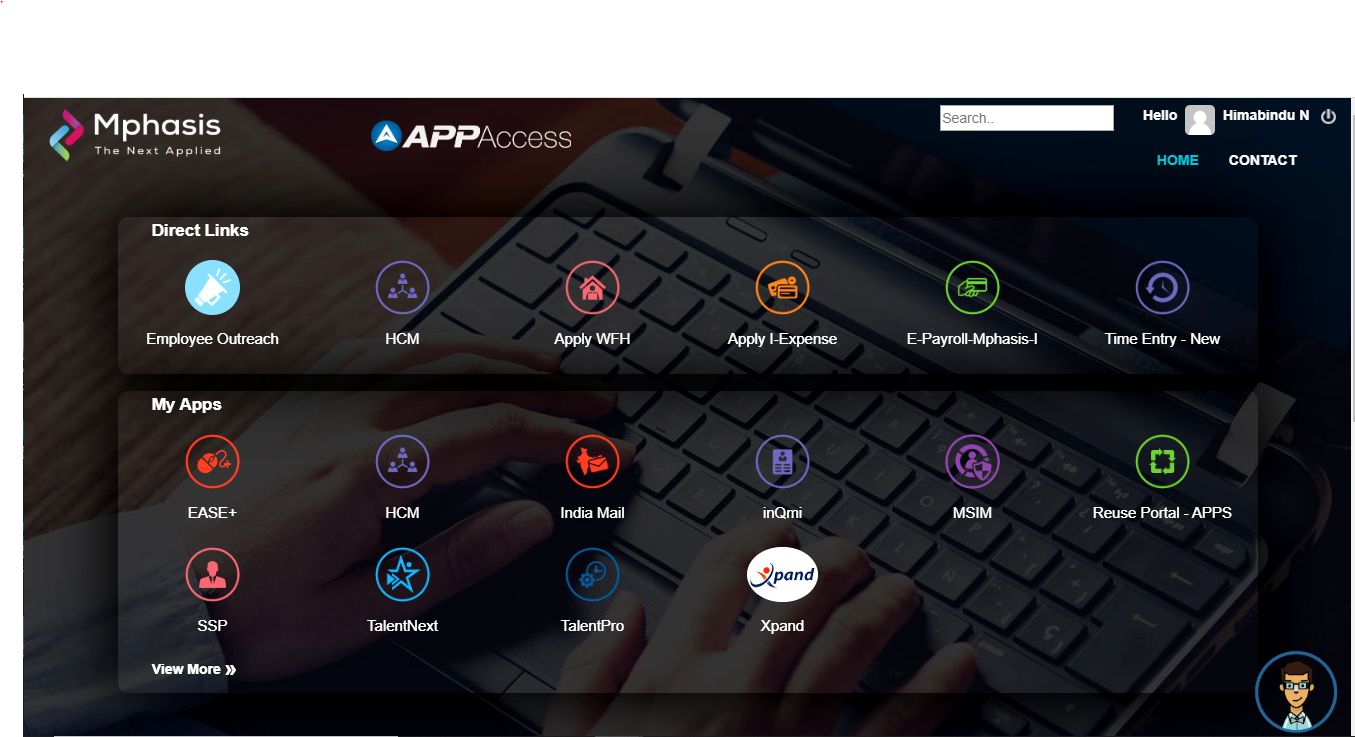 Mphasis
The Next Applied
APPAccess
Search..
Hello
Himabindu N
HOME
CONTACT
Direct Links
Employee Outreach
HCM
Apply WFH
Apply I-Expense
E-Payroll-Mphasis-I
Time Entry - New
My Apps
EASE+
HCM
India Mail
inQmi
MSIM
Reuse Portal - APPS
Xpand
SSP
TalentNext
TalentPro
Xpand
View More »